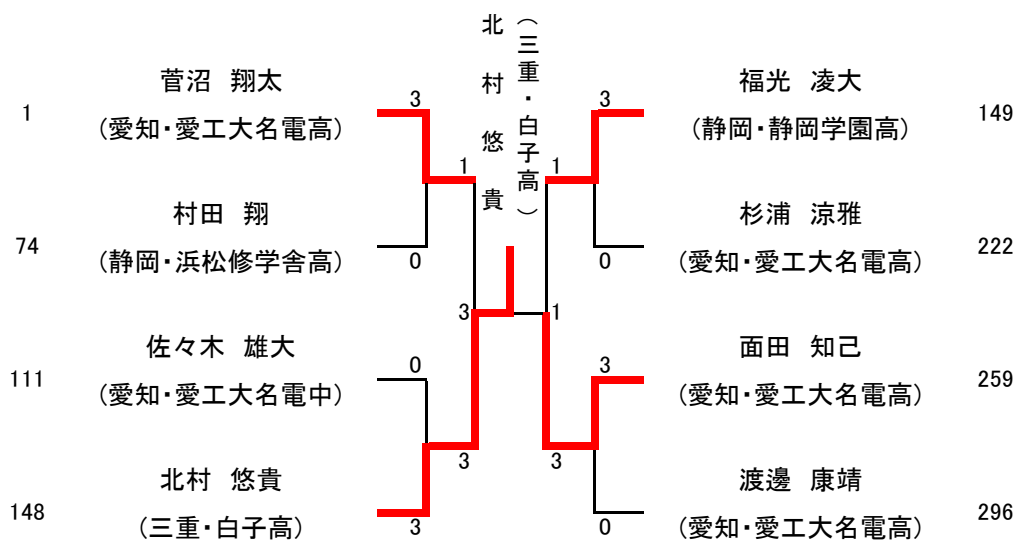 北村悠貴
(三重・白子高)
1
菅沼 翔太
(愛知・愛工大名電高)
3
74
村田 翔
(静岡・浜松修学舎高)
0
1
111
佐々木 雄大
(愛知・愛工大名電中)
0
148
北村 悠貴
(三重・白子高)
3
3
3
福光 凌大
(静岡・静岡学園高)
149
3
杉浦 涼雅
(愛知・愛工大名電高)
222
0
1
面田 知己
(愛知・愛工大名電高)
259
3
渡邊 康靖
(愛知・愛工大名電高)
296
0
3
1